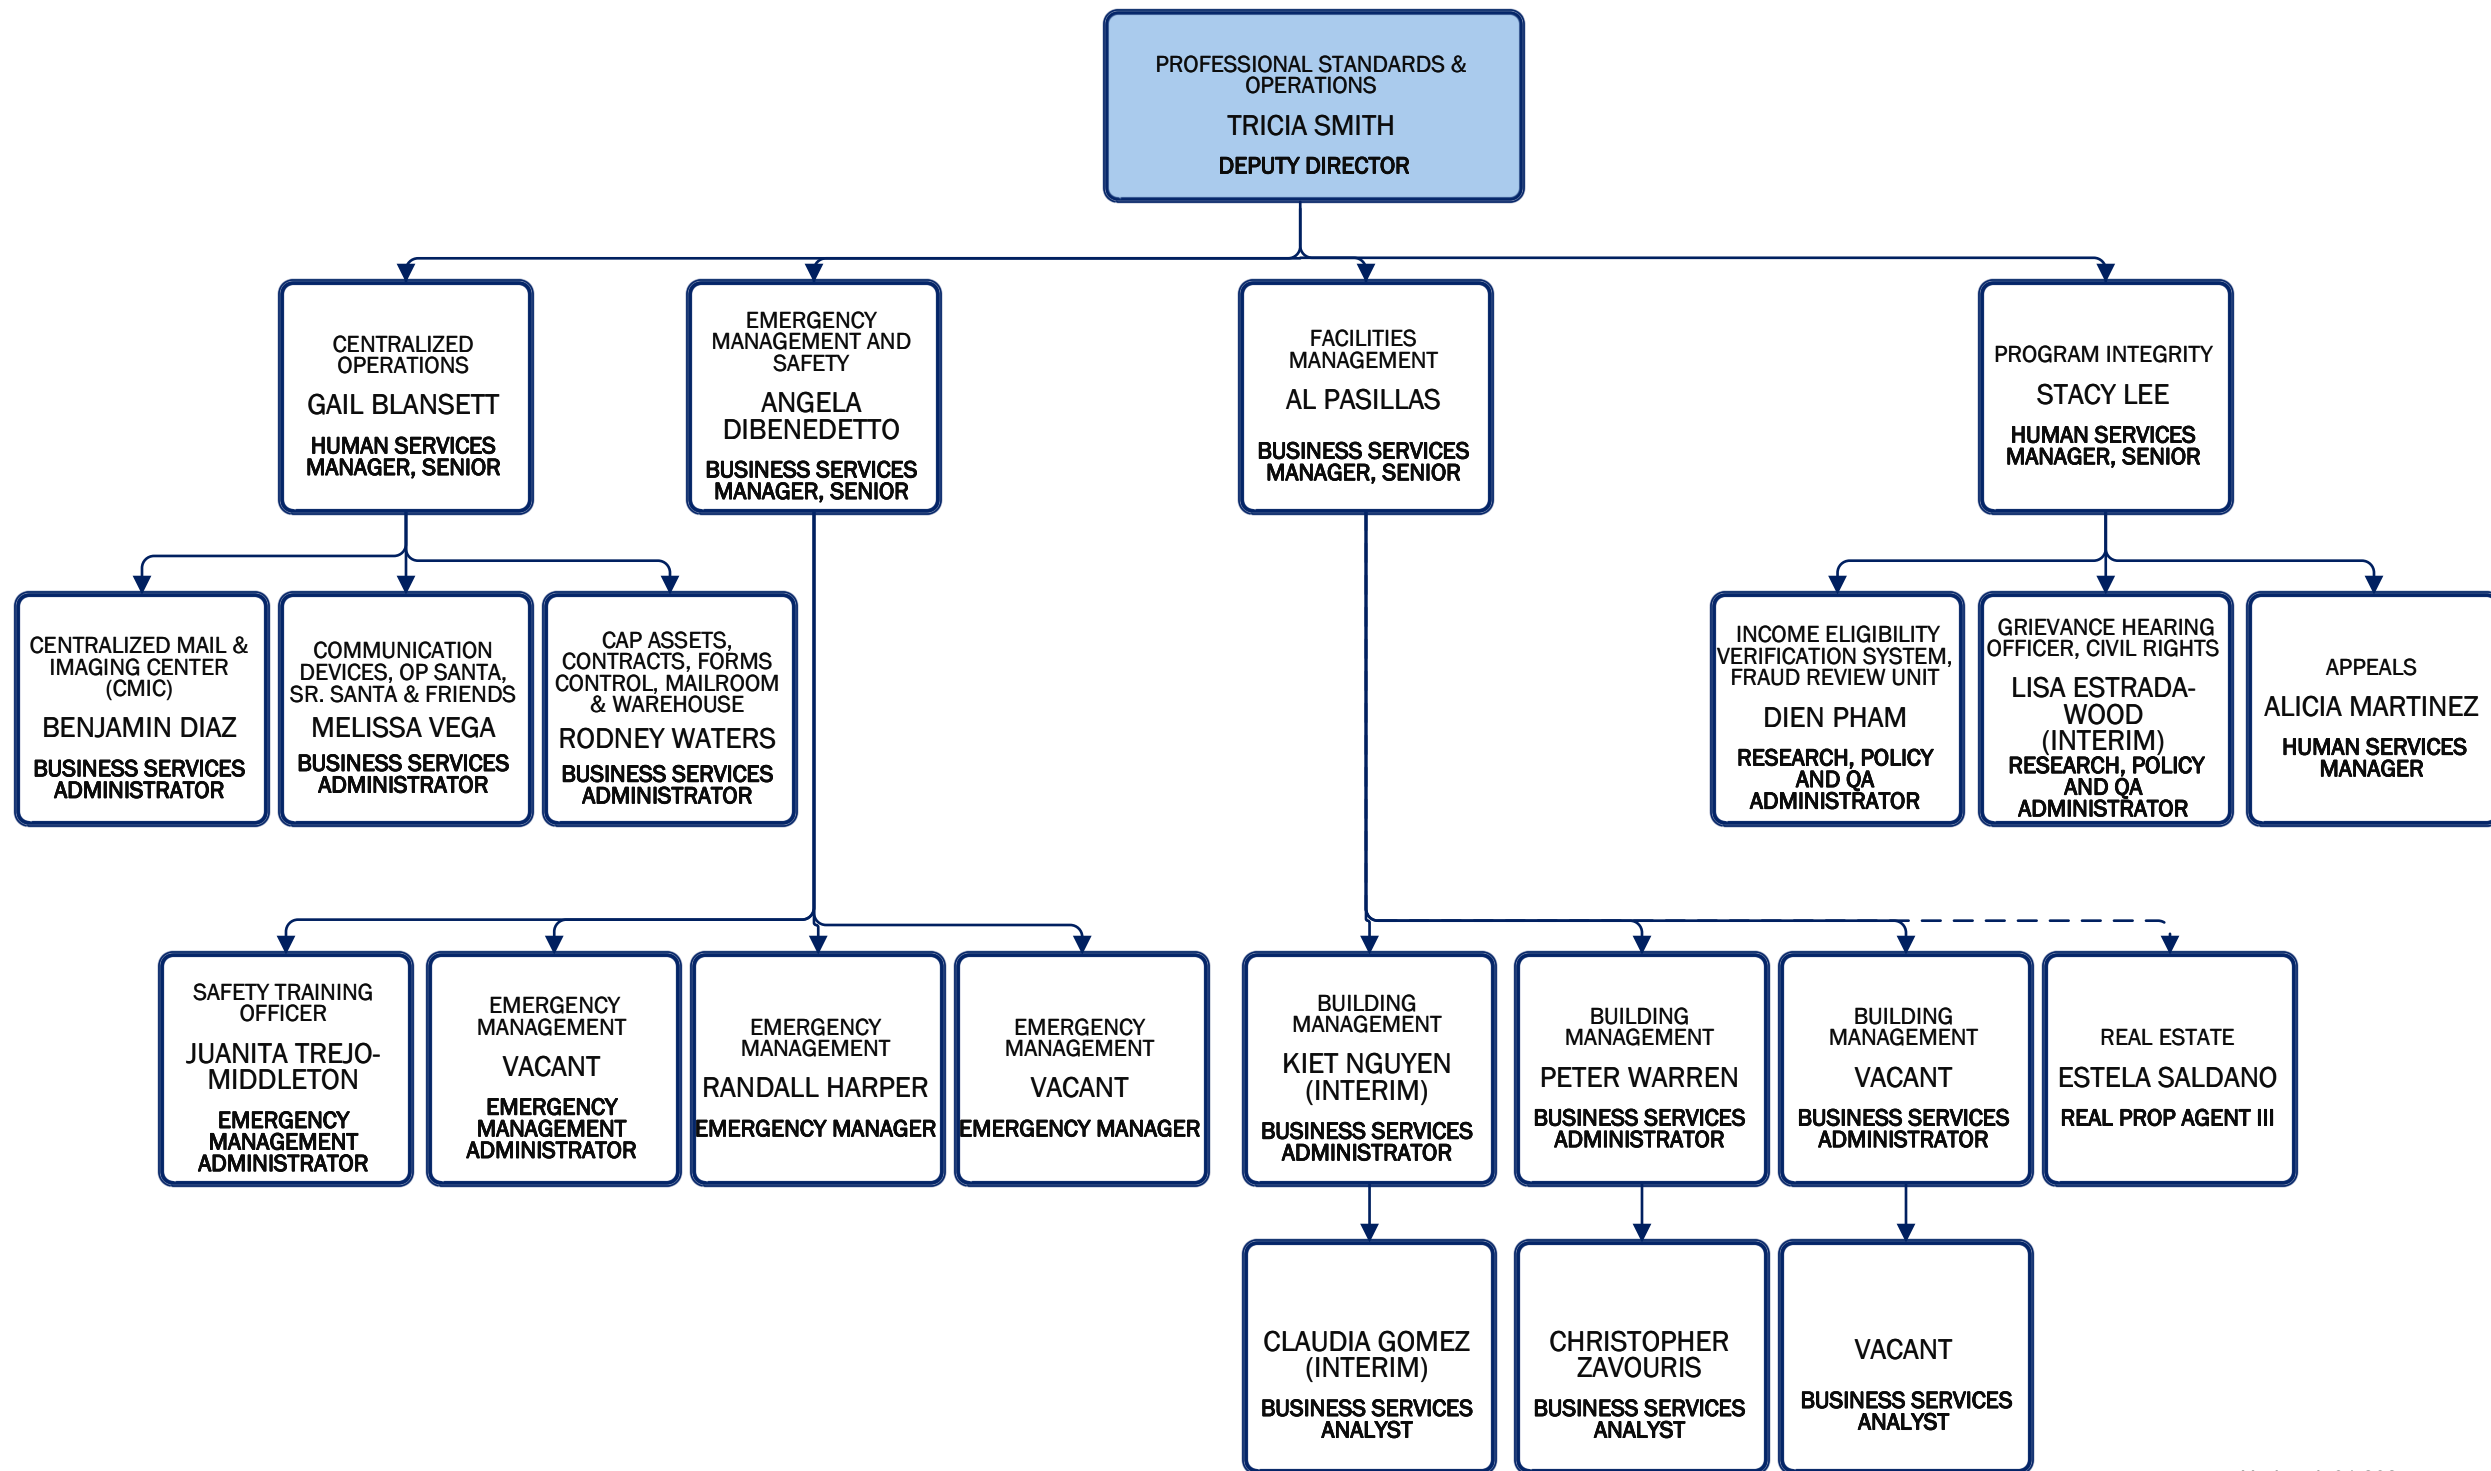 PROFESSIONAL STANDARDS &
OPERATIONS
TRICIA SMITH
DEPUTY DIRECTOR
CENTRALIZED
OPERATIONS
GAIL BLANSETT
HUMAN SERVICES
MANAGER, SENIOR
EMERGENCY
MANAGEMENT AND
SAFETY
ANGELA
DIBENEDETTO
BUSINESS SERVICES
MANAGER, SENIOR
FACILITIES
MANAGEMENT
AL PASILLAS
BUSINESS SERVICES
MANAGER, SENIOR
PROGRAM INTEGRITY
STACY LEE
HUMAN SERVICES
MANAGER, SENIOR
CENTRALIZED MAIL &
IMAGING CENTER
(CMIC)
BENJAMIN DIAZ
BUSINESS SERVICES
ADMINISTRATOR
COMMUNICATION
DEVICES, OP SANTA,
SR. SANTA & FRIENDS
MELISSA VEGA
BUSINESS SERVICES
ADMINISTRATOR
CAP ASSETS,
CONTRACTS, FORMS
CONTROL, MAILROOM
& WAREHOUSE
RODNEY WATERS
BUSINESS SERVICES
ADMINISTRATOR
INCOME ELIGIBILITY
VERIFICATION SYSTEM,
FRAUD REVIEW UNIT
DIEN PHAM
RESEARCH, POLICY
AND QA
ADMINISTRATOR
GRIEVANCE HEARING
OFFICER, CIVIL RIGHTS
LISA ESTRADA-
WOOD
(INTERIM)
RESEARCH, POLICY
AND QA
ADMINISTRATOR
APPEALS
ALICIA MARTINEZ
HUMAN SERVICES
MANAGER
SAFETY TRAINING
OFFICER
JUANITA TREJO-
MIDDLETON
EMERGENCY
MANAGEMENT
ADMINISTRATOR
EMERGENCY
MANAGEMENT
VACANT
EMERGENCY
MANAGEMENT
ADMINISTRATOR
EMERGENCY
MANAGEMENT
RANDALL HARPER
EMERGENCY MANAGER
EMERGENCY
MANAGEMENT
VACANT
EMERGENCY MANAGER
BUILDING
MANAGEMENT
KIET NGUYEN
(INTERIM)
BUSINESS SERVICES
ADMINISTRATOR
BUILDING
MANAGEMENT
PETER WARREN
BUSINESS SERVICES
ADMINISTRATOR
BUILDING
MANAGEMENT
VACANT
BUSINESS SERVICES
ADMINISTRATOR
REAL ESTATE
ESTELA SALDANO
REAL PROP AGENT III
CLAUDIA GOMEZ
(INTERIM)
BUSINESS SERVICES
ANALYST
CHRISTOPHER
ZAVOURIS
BUSINESS SERVICES
ANALYST
VACANT
BUSINESS SERVICES
ANALYST